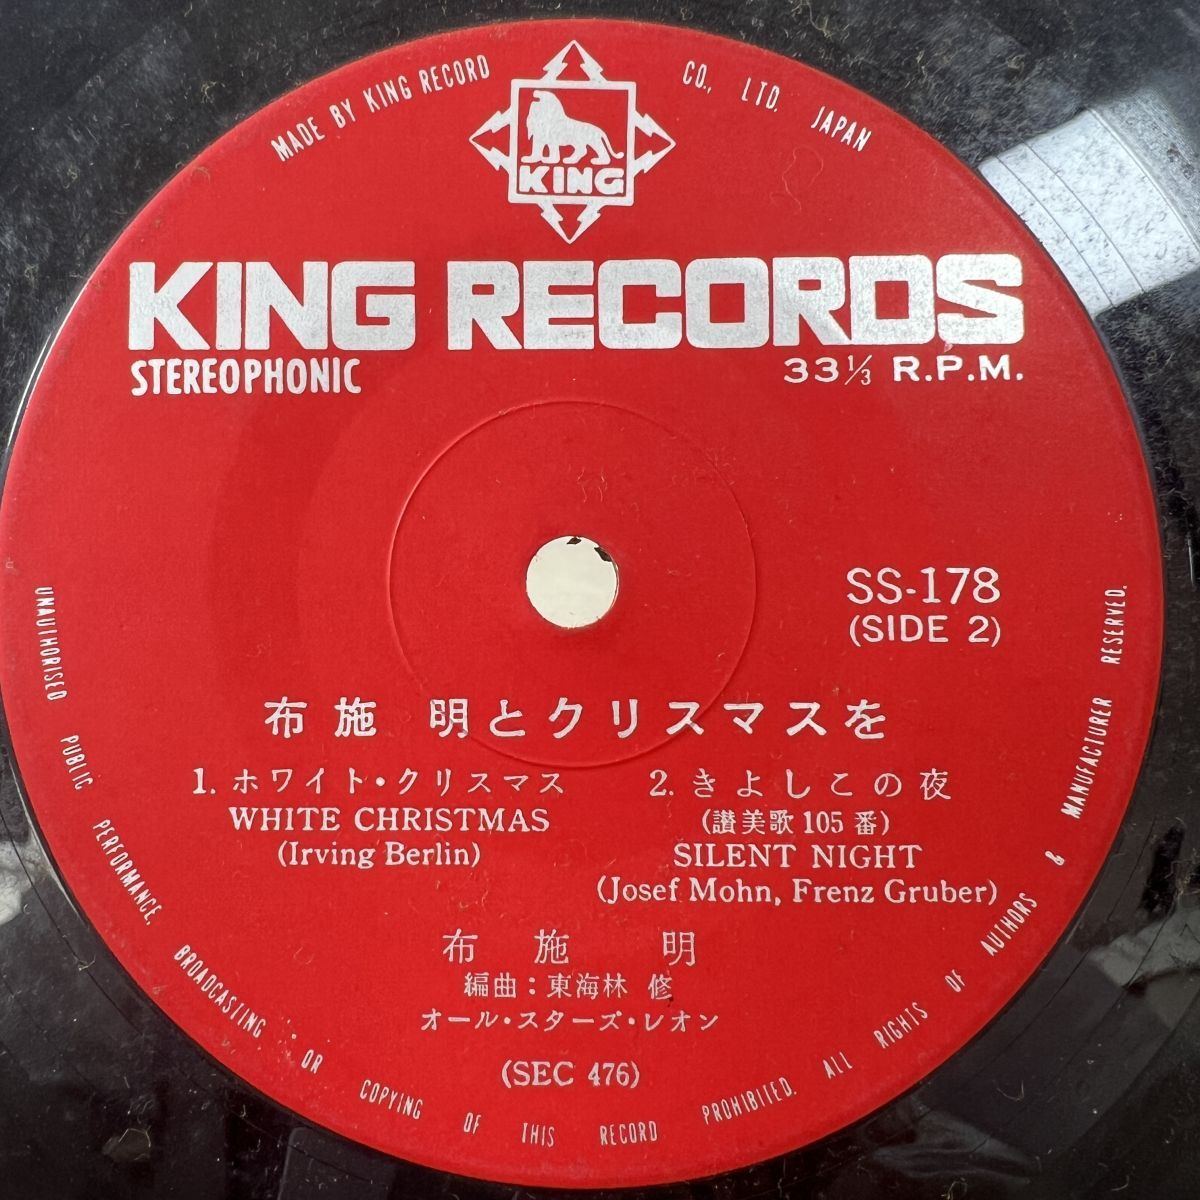 MADE BY KING RECORD CO., LTD. JAPAN
KING
KING RECORDS
STEREOPHONIC
33⅓ R.P.M.
SS-178
(SIDE 2)
布施 明とクリスマスを
1. ホワイト・クリスマス
WHITE CHRISTMAS
(Irving Berlin)
2. きよしこの夜
(讃美歌105番)
SILENT NIGHT
(Josef Mohn, Frenz Gruber)
布施 明
編曲：東海林 修
オール・スターズ・レオン
(SEC 476)
UNAUTHORISED PUBLIC PERFORMANCE, BROADCASTING · OR COPYING OF THIS RECORD PROHIBITED. ALL RIGHTS OF AUTHORS & MANUFACTURER RESERVED.